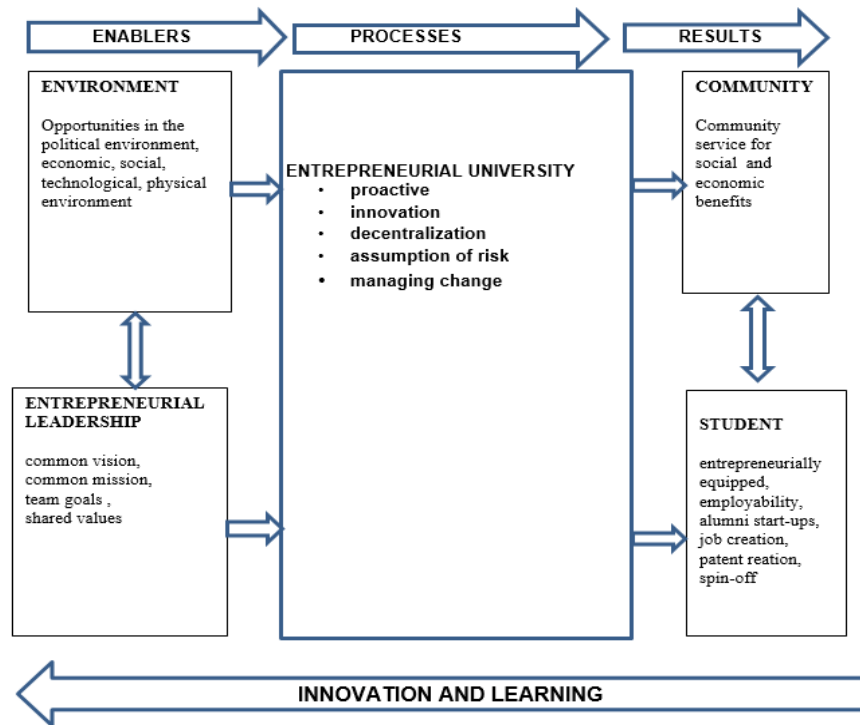 ENABLERS
PROCESSES
RESULTS
ENVIRONMENT
Opportunities in the
political environment,
economic, social,
technological, physical
environment
ENTREPRENEURIAL
LEADERSHIP
common vision,
common mission,
team goals ,
shared values
ENTREPRENEURIAL UNIVERSITY
• proactive
• innovation
• decentralization
• assumption of risk
• managing change
COMMUNITY
Community
service for
social and
economic
benefits
STUDENT
entrepreneurially
equipped,
employability,
alumni start-ups,
job creation,
patent reation,
spin-off
INNOVATION AND LEARNING